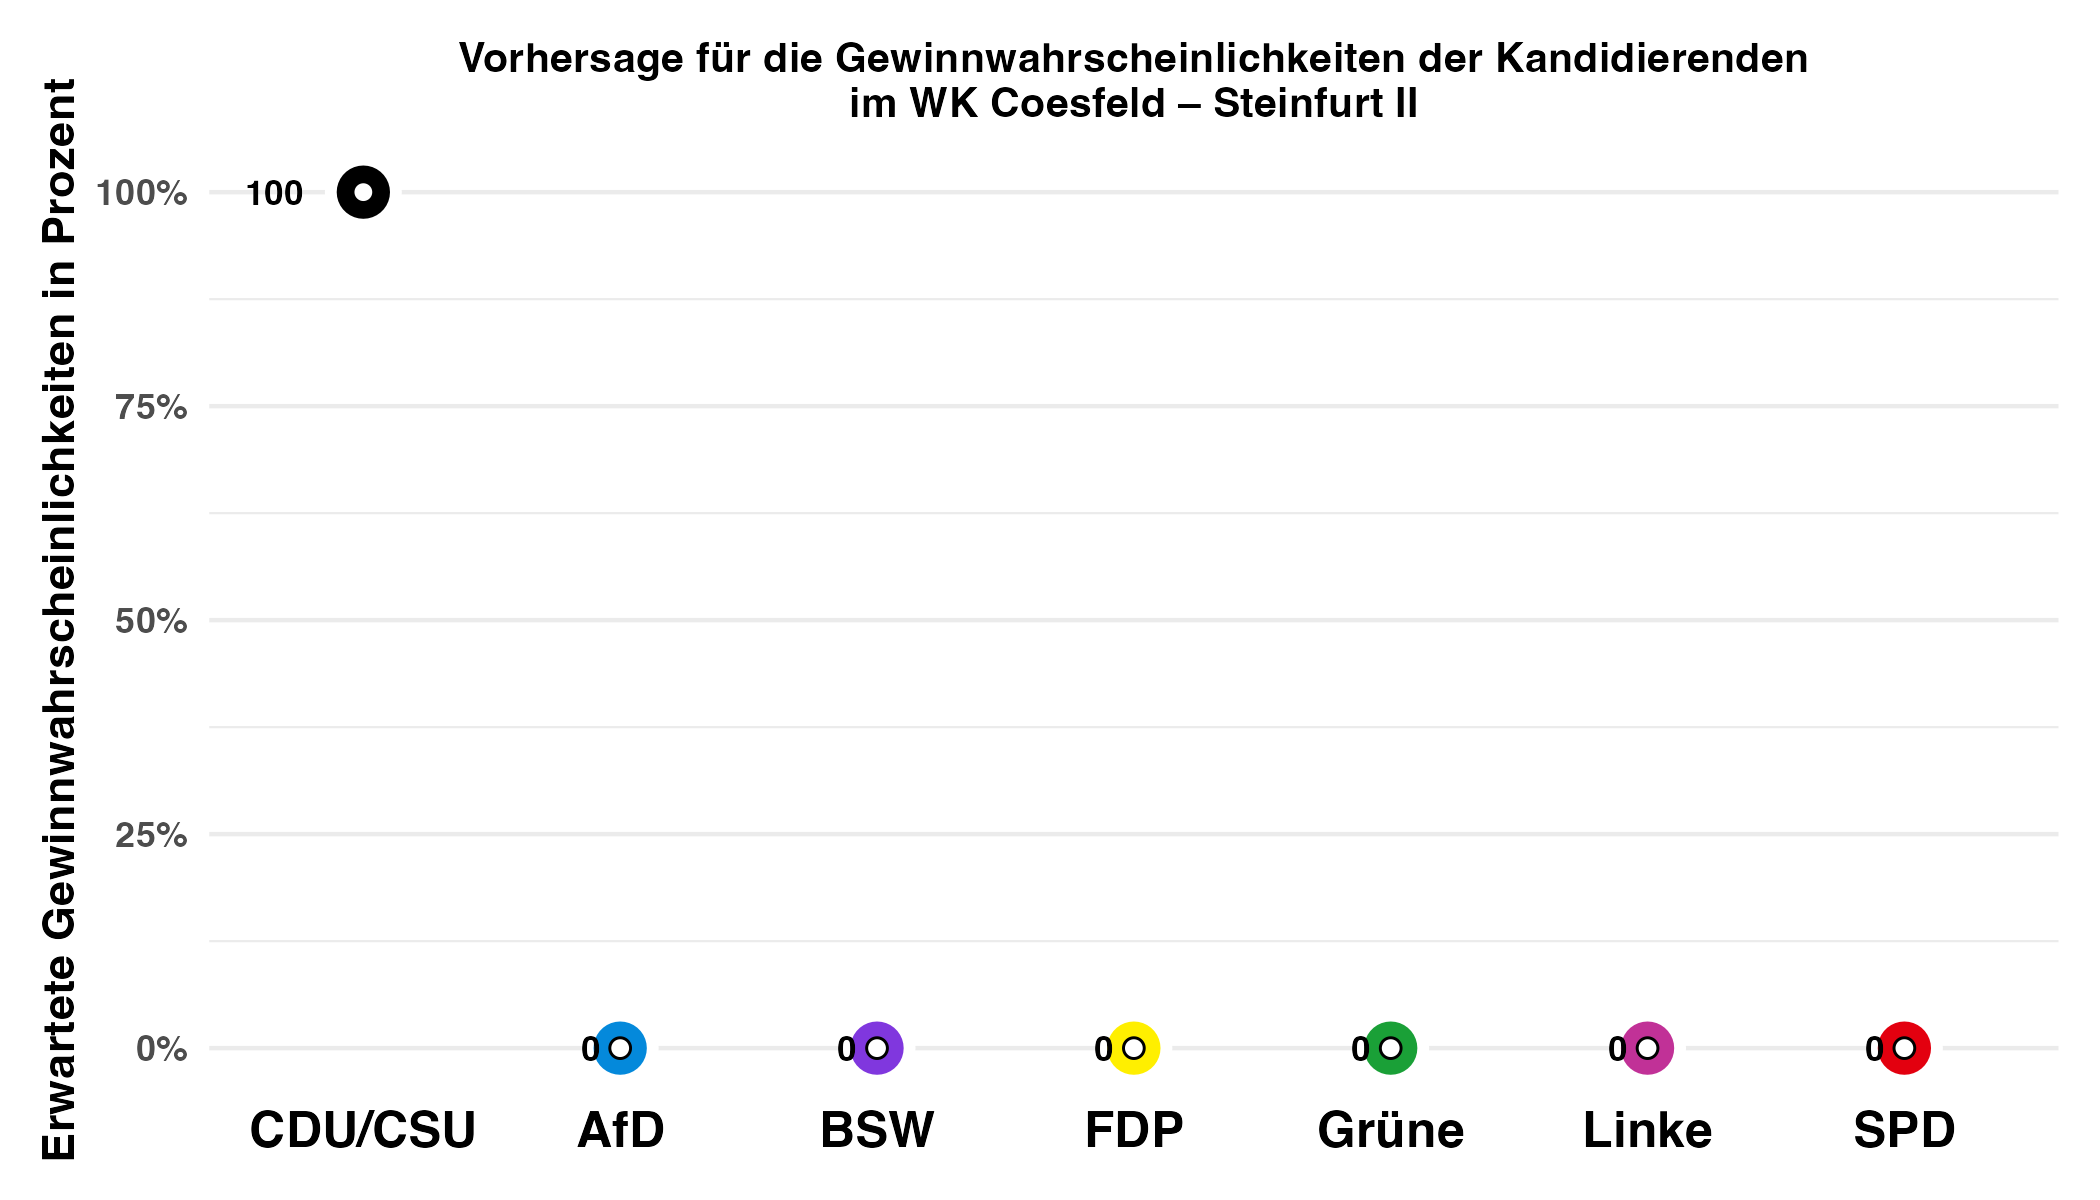 Vorhersage für die Gewinnwahrscheinlichkeiten der Kandidierenden
im WK Coesfeld – Steinfurt II
Erwartete Gewinnwahrscheinlichkeiten in Prozent
100%
100
75%
50%
25%
0%
0
0
0
0
0
0
CDU/CSU
AfD
BSW
FDP
Grüne
Linke
SPD